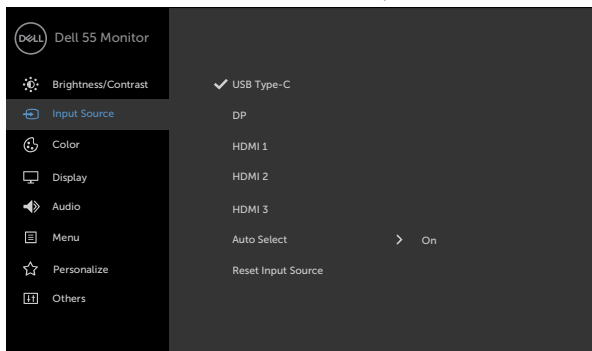 DELL Dell 55 Monitor
Brightness/Contrast
Input Source
Color
Display
Audio
Menu
Personalize
Others
USB Type-C
DP
HDMI 1
HDMI 2
HDMI 3
Auto Select On
Reset Input Source